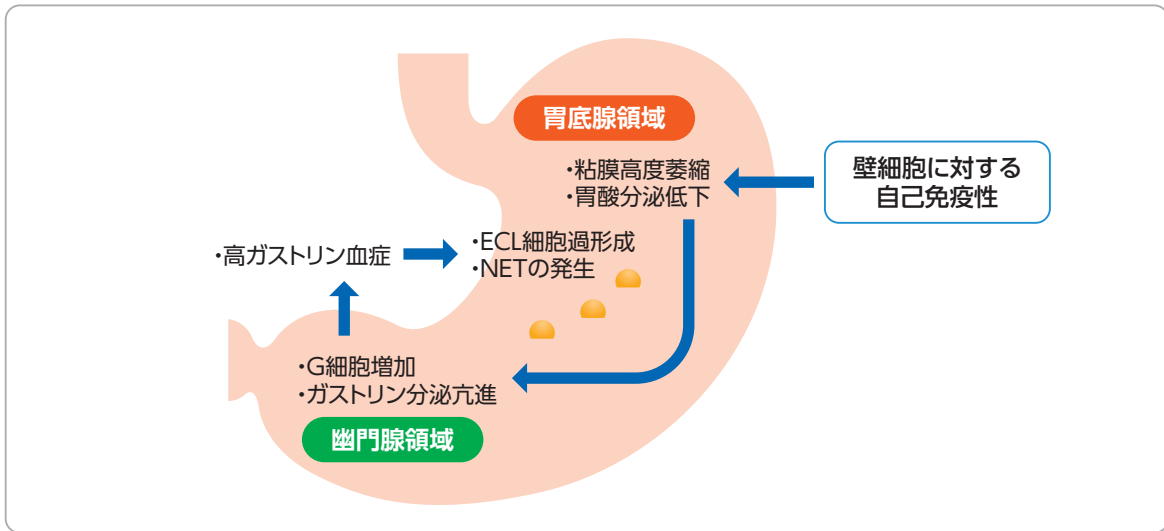 胃底腺領域
・粘膜高度萎縮
・胃酸分泌低下
壁細胞に対する
自己免疫性
・高ガストリン血症
・ECL細胞過形成
・NETの発生
・G細胞増加
・ガストリン分泌亢進
幽門腺領域